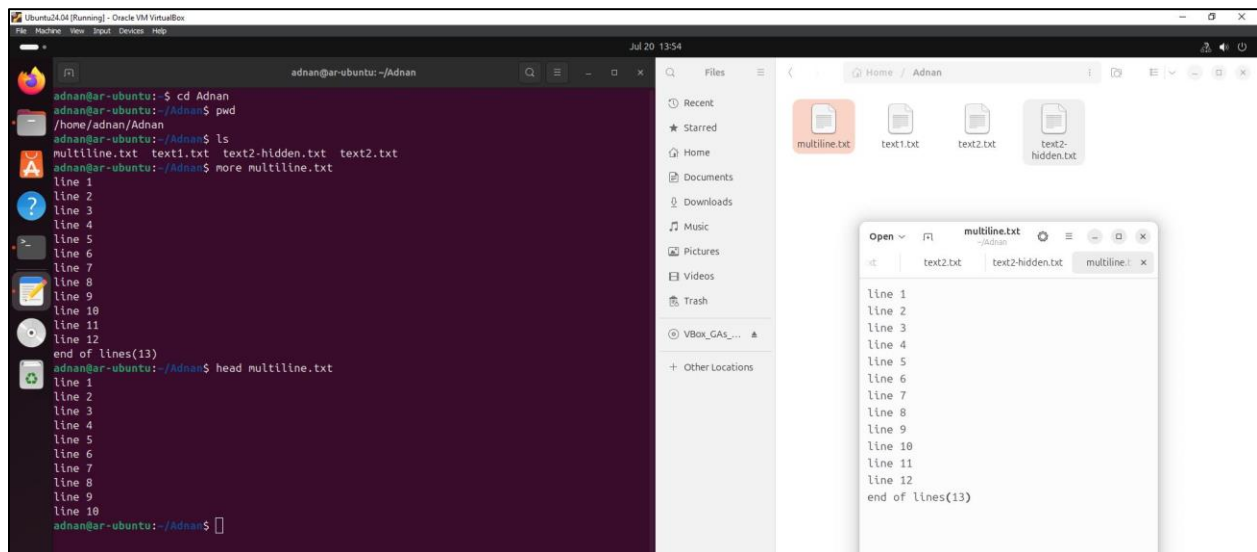 Ubuntu24.04 [Running] - Oracle VM VirtualBox
File Machine View Input Devices Help
Jul 20 13:54
adnan@ar-ubuntu: ~/Adnan
adnan@ar-ubuntu:~$ cd Adnan
adnan@ar-ubuntu:~/Adnan$ pwd
/home/adnan/Adnan
adnan@ar-ubuntu:~/Adnan$ ls
multiline.txt text1.txt text2-hidden.txt text2.txt
adnan@ar-ubuntu:~/Adnan$ more multiline.txt
line 1
line 2
line 3
line 4
line 5
line 6
line 7
line 8
line 9
line 10
line 11
line 12
end of lines(13)
adnan@ar-ubuntu:~/Adnan$ head multiline.txt
line 1
line 2
line 3
line 4
line 5
line 6
line 7
line 8
line 9
line 10
adnan@ar-ubuntu:~/Adnan$
Files
Recent
Starred
Home
Documents
Downloads
Music
Pictures
Videos
Trash
VBox_GAs_...
+ Other Locations
Home / Adnan
multiline.txt
text1.txt
text2.txt
text2-
hidden.txt
Open
multiline.txt
~/Adnan
text2.txt
text2-hidden.txt
multiline.t
line 1
line 2
line 3
line 4
line 5
line 6
line 7
line 8
line 9
line 10
line 11
line 12
end of lines(13)